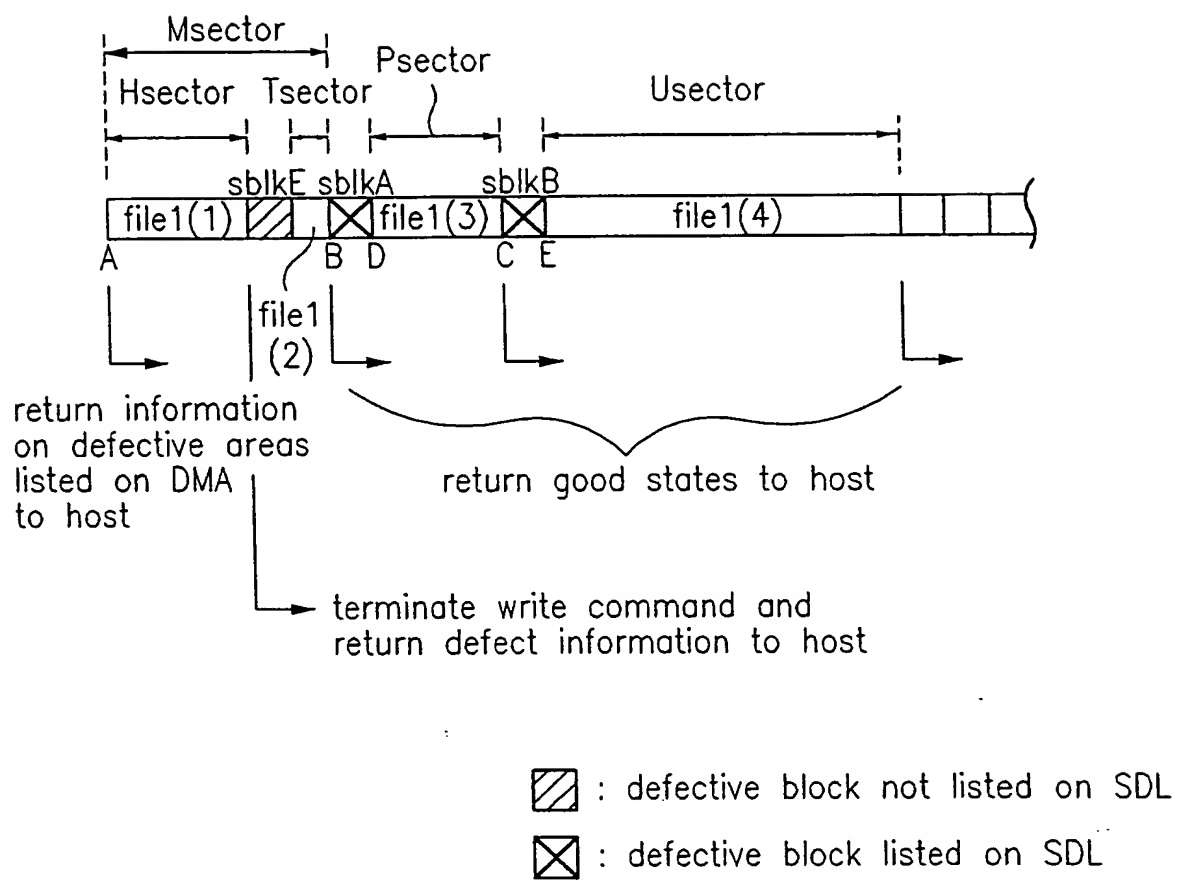 Msector
Psector
Hsector Tsector Usector
sblkE sblkA sblkB
file1(1) file1(3) file1(4)
A B D C E
file1
(2)
return information
on defective areas
listed on DMA
to host
return good states to host
terminate write command and
return defect information to host
: defective block not listed on SDL
: defective block listed on SDL